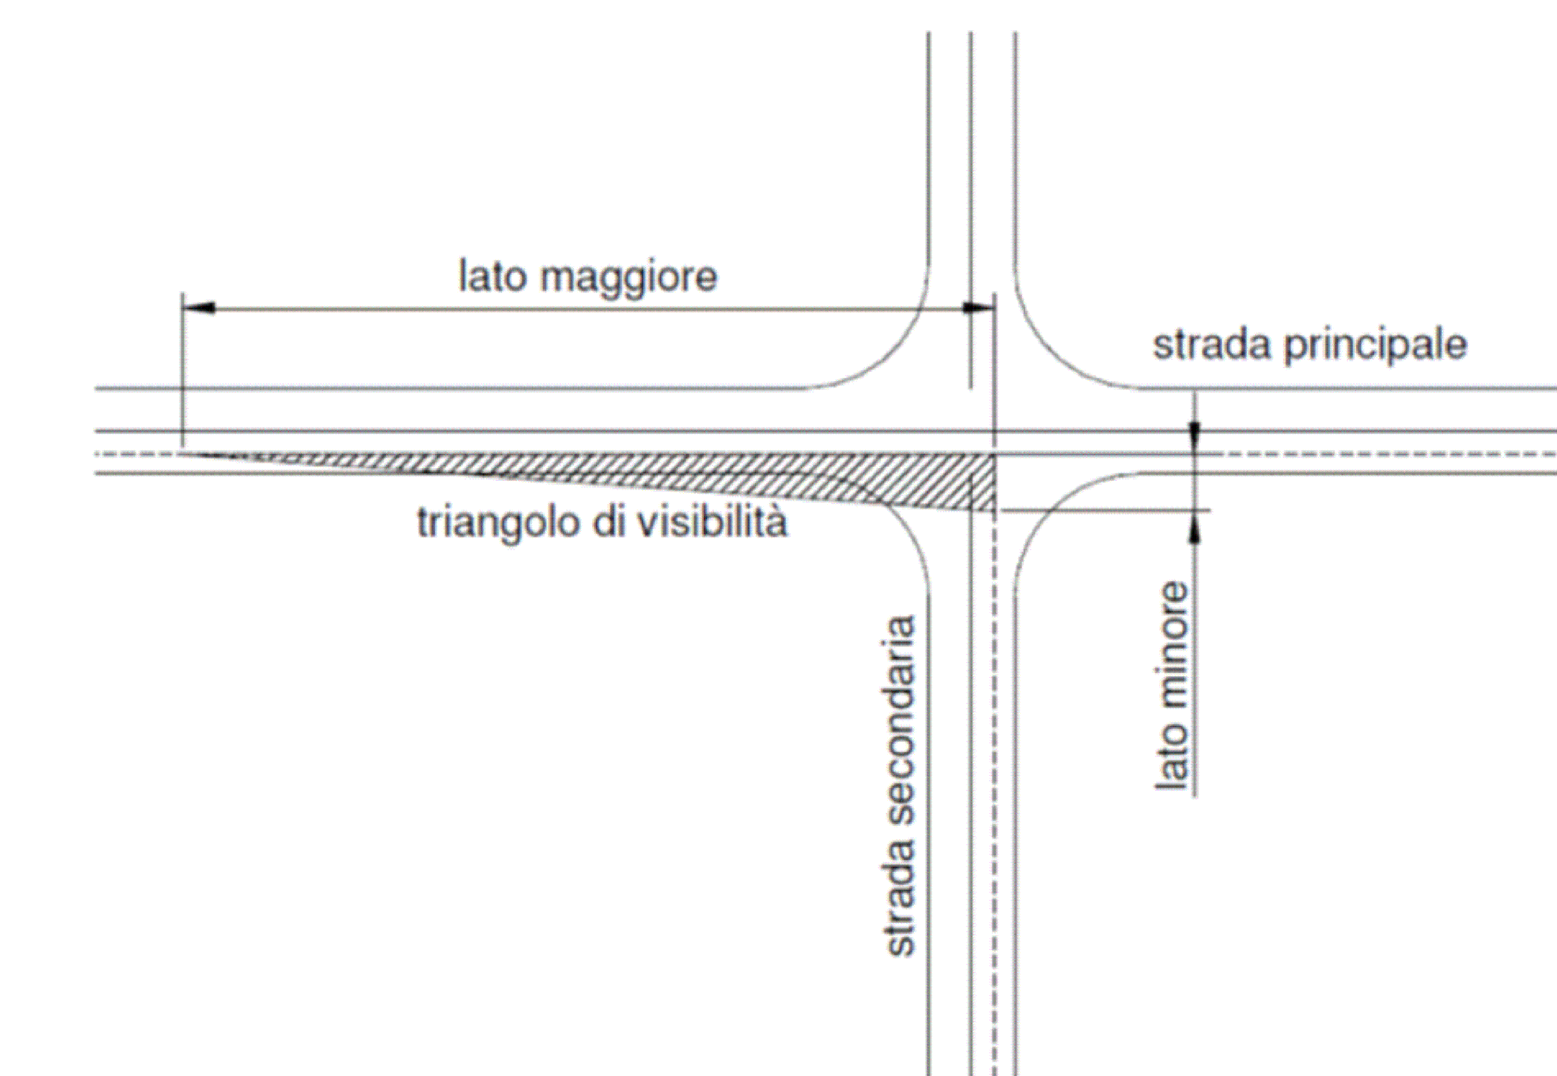 lato maggiore
strada principale
triangolo di visibilità
strada secondaria
lato minore